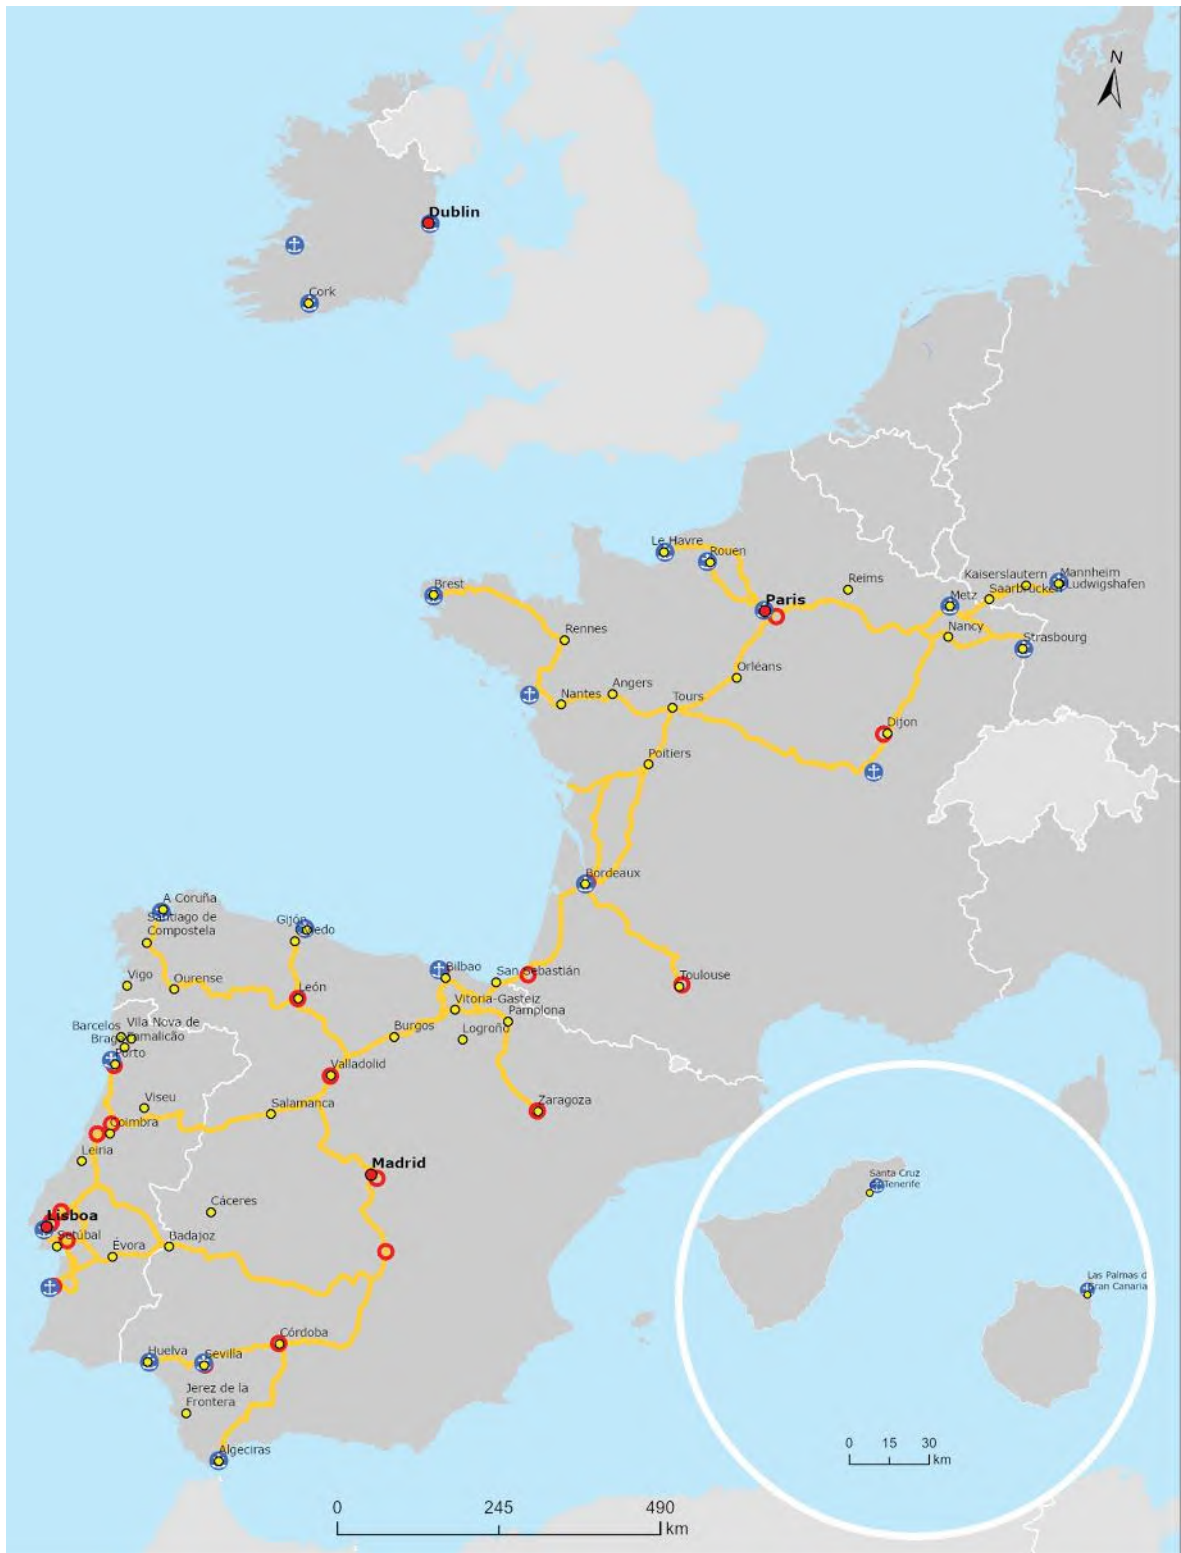 N
Dublin
Cork
Le Havre
Rouen
Brest
Reims
Kaiserslautern
Mannheim
Ludwigshafen
Saarbrücken
Metz
Paris
Rennes
Nancy
Strasbourg
Orléans
Angers
Nantes
Tours
Dijon
Poitiers
Bordeaux
A Coruña
Santiago de
Compostela
Gijón
Bilbao
San Sebastián
Toulouse
Vigo
Ourense
León
Vitoria-Gasteiz
Pamplona
Burgos
Logroño
Barcelos
Vila Nova de
Famalicão
Porto
Valladolid
Viseu
Salamanca
Zaragoza
Coimbra
Leiria
Madrid
Cáceres
Lisboa
Setúbal
Évora
Badajoz
Santa Cruz
Tenerife
Las Palmas d
Gran Canaria
Córdoba
Huelva
Sevilla
Jerez de la
Frontera
Algeciras
0 15 30
km
0 245 490
km